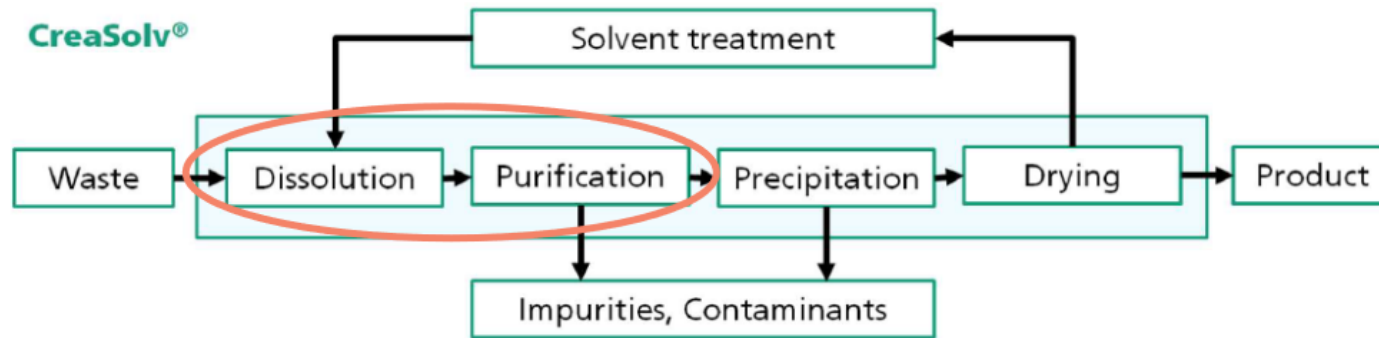 CreaSolv®
Solvent treatment
Waste
Dissolution
Purification
Precipitation
Drying
Product
Impurities, Contaminants